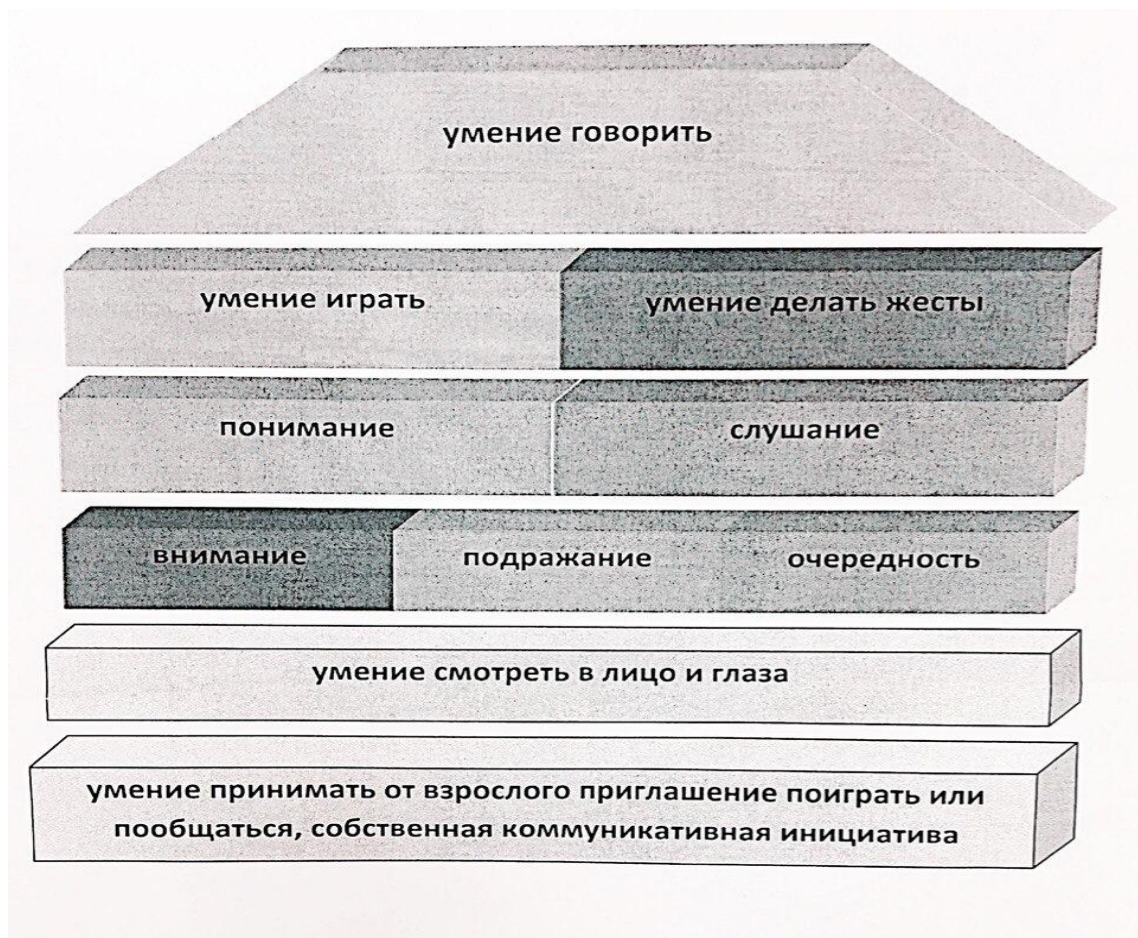 умение говорить
умение играть
умение делать жесты
понимание
слушание
внимание
подражание
очередность
умение смотреть в лицо и глаза
умение принимать от взрослого приглашение поиграть или
пообщаться, собственная коммуникативная инициатива